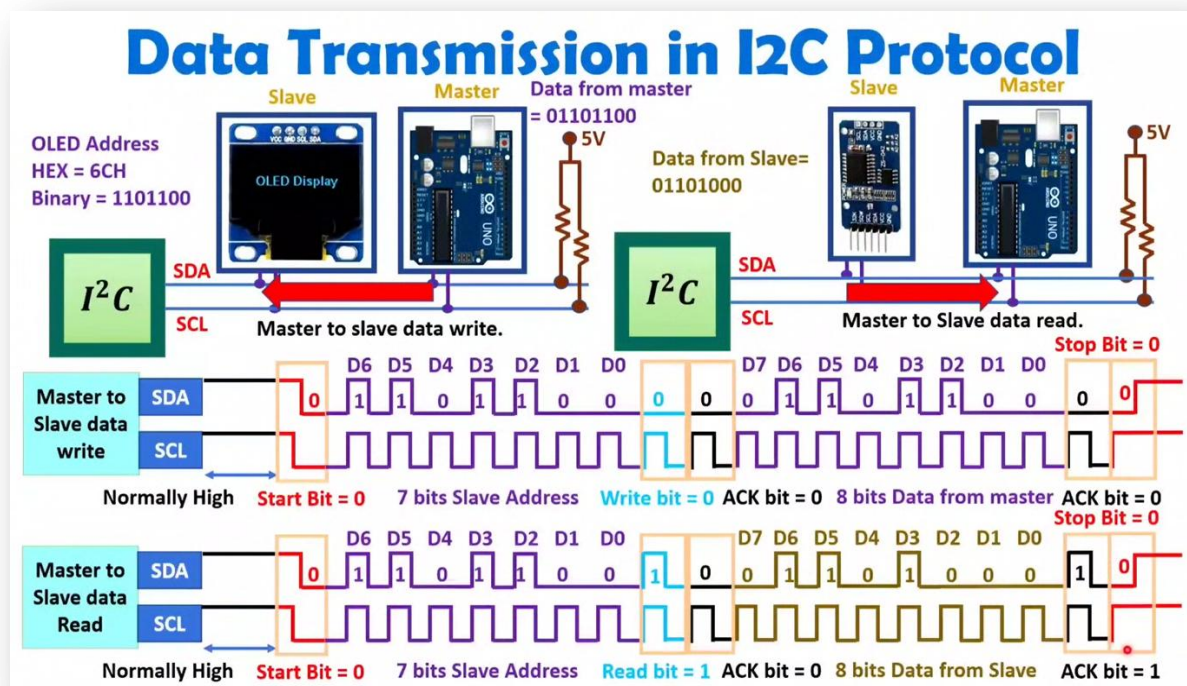 Data Transmission in I2C Protocol
Slave
Master
Data from master
= 01101100
OLED Address
HEX = 6CH
Binary = 1101100
VCC GND SCL SDA
OLED Display
UNO
5V
I²C
SDA
SCL
Master to slave data write.
Slave
Master
Data from Slave=
01101000
UNO
5V
I²C
SDA
SCL
Master to Slave data read.
Stop Bit = 0
D6 D5 D4 D3 D2 D1 D0 D7 D6 D5 D4 D3 D2 D1 D0
Master to
Slave data
write
SDA
0 1 1 0 1 1 0 0 0 0 0 1 1 0 1 1 0 0 0 0
SCL
Normally High Start Bit = 0 7 bits Slave Address Write bit = 0 ACK bit = 0 8 bits Data from master ACK bit = 0
Stop Bit = 0
D6 D5 D4 D3 D2 D1 D0 D7 D6 D5 D4 D3 D2 D1 D0
Master to
Slave data
Read
SDA
0 1 1 0 1 1 0 0 1 0 0 1 1 0 1 0 0 0 1 0
SCL
Normally High Start Bit = 0 7 bits Slave Address Read bit = 1 ACK bit = 0 8 bits Data from Slave ACK bit = 1